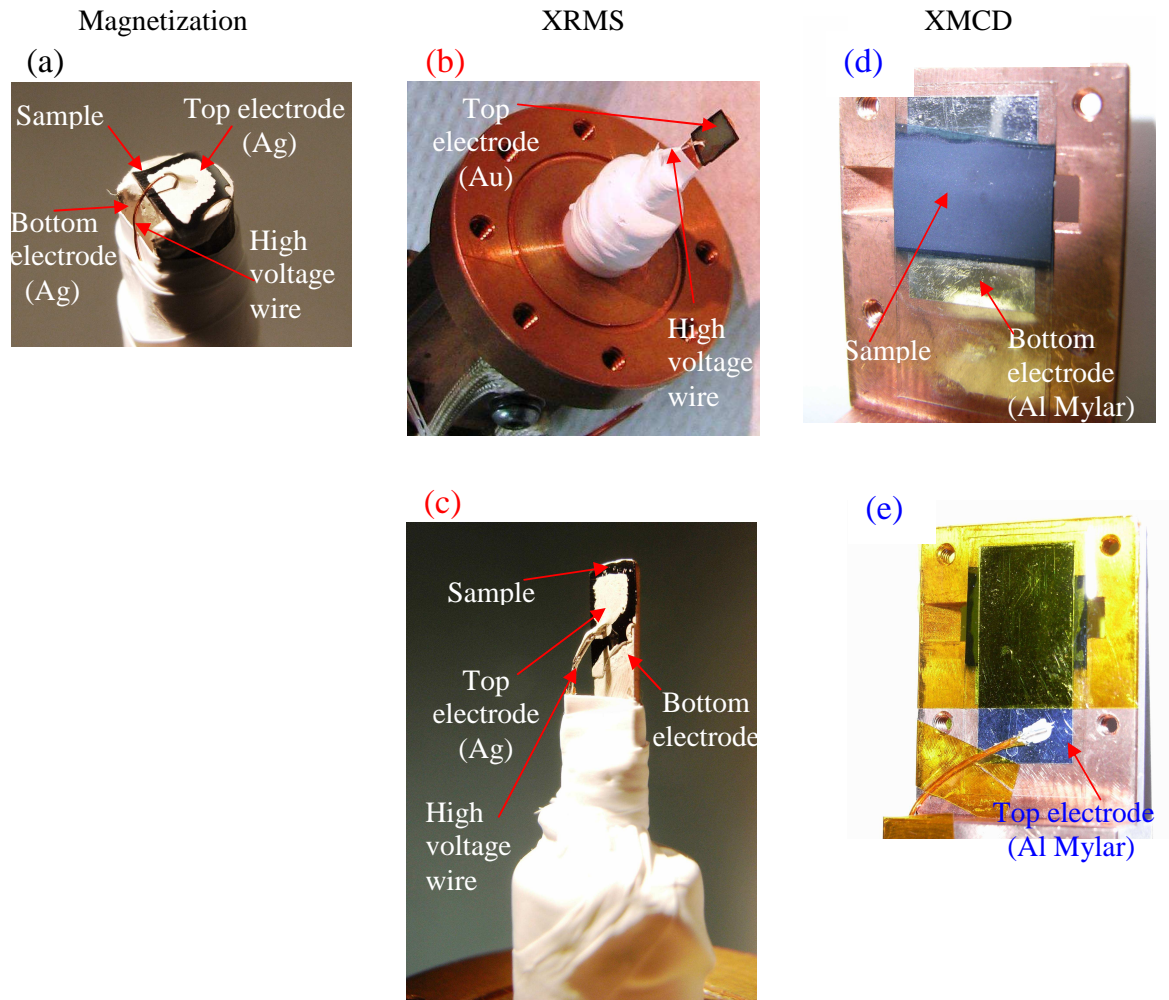 Magnetization
XRMS
XMCD
(a)
Sample
Top electrode
(Ag)
Bottom
electrode
(Ag)
High
voltage
wire
(b)
Top
electrode
(Au)
High
voltage
wire
(d)
Sample
Bottom
electrode
(Al Mylar)
(c)
Sample
Top
electrode
(Ag)
Bottom
electrode
High
voltage
wire
(e)
Top electrode
(Al Mylar)